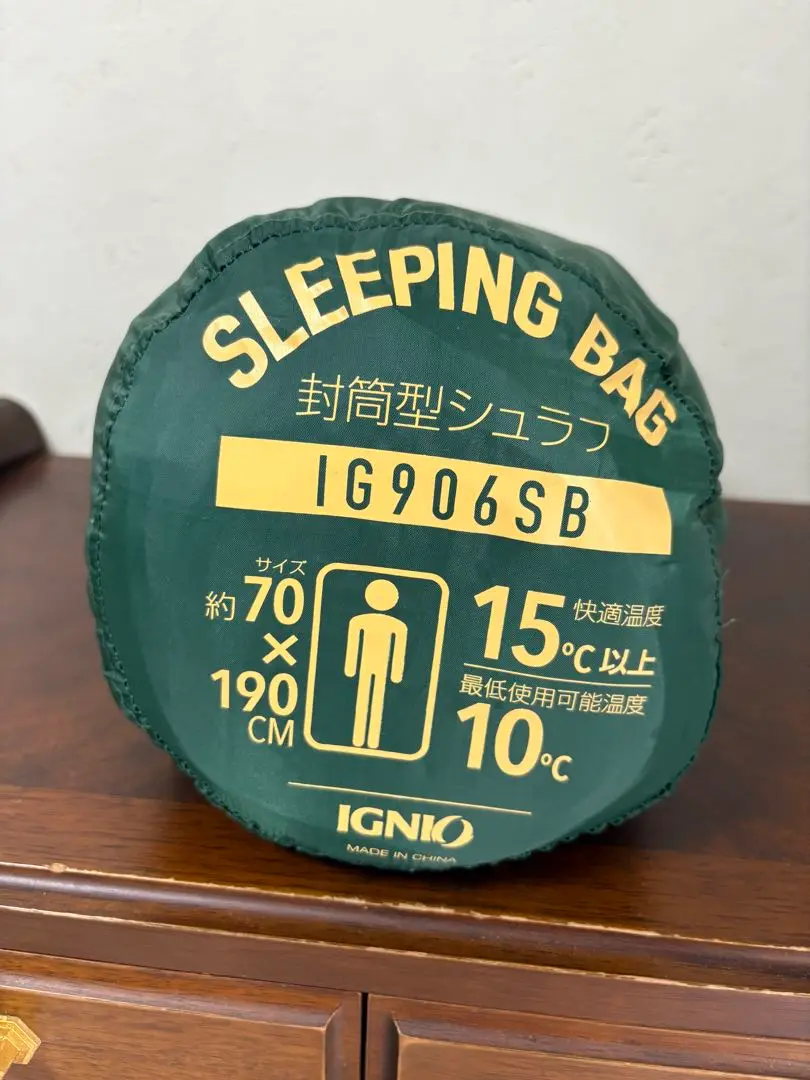 SLEEPING BAG
封筒型シュラフ
IG906SB
サイズ
約70
×
190
CM
15℃以上 快適温度
最低使用可能温度
10℃
IGNIO
MADE IN CHINA